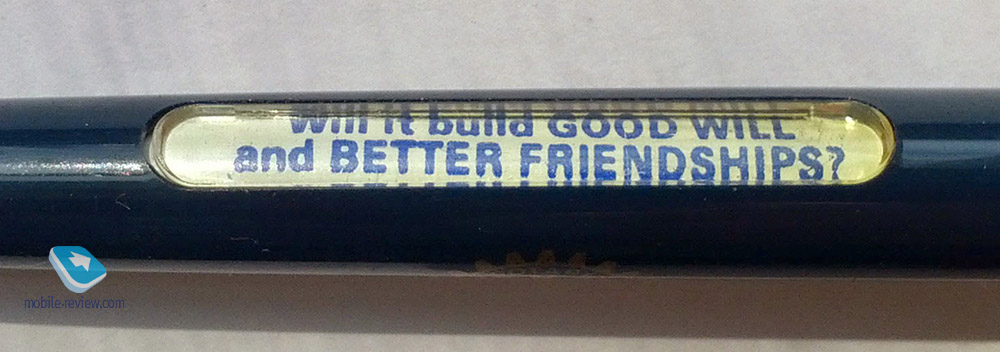 Will it build GOOD WILL
and BETTER FRIENDSHIPS?
mobile-review.com